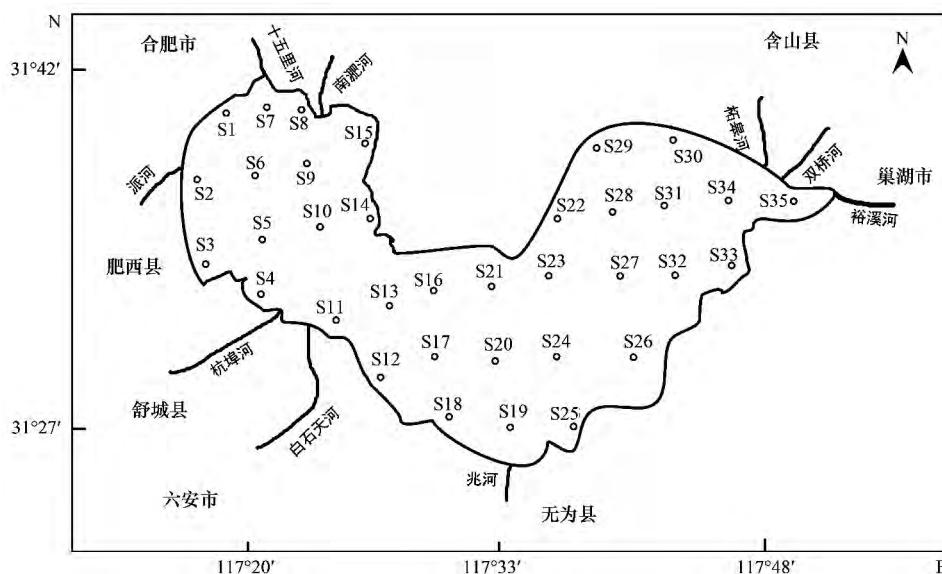 N
合肥市
十五里河
南淝河
含山县
N
31°42′
S1
S7
S8
S15
S29
S30
柘皋河
双桥河
派河
S2
S6
S9
S14
S10
S22
S28
S31
S34
S35
巢湖市
裕溪河
肥西县
S3
S5
S4
S11
S13
S16
S21
S23
S27
S32
S33
杭埠河
S12
S17
S20
S24
S26
舒城县
白石天河
S18
S19
S25
31°27′
六安市
兆河
无为县
117°20′
117°33′
117°48′
E